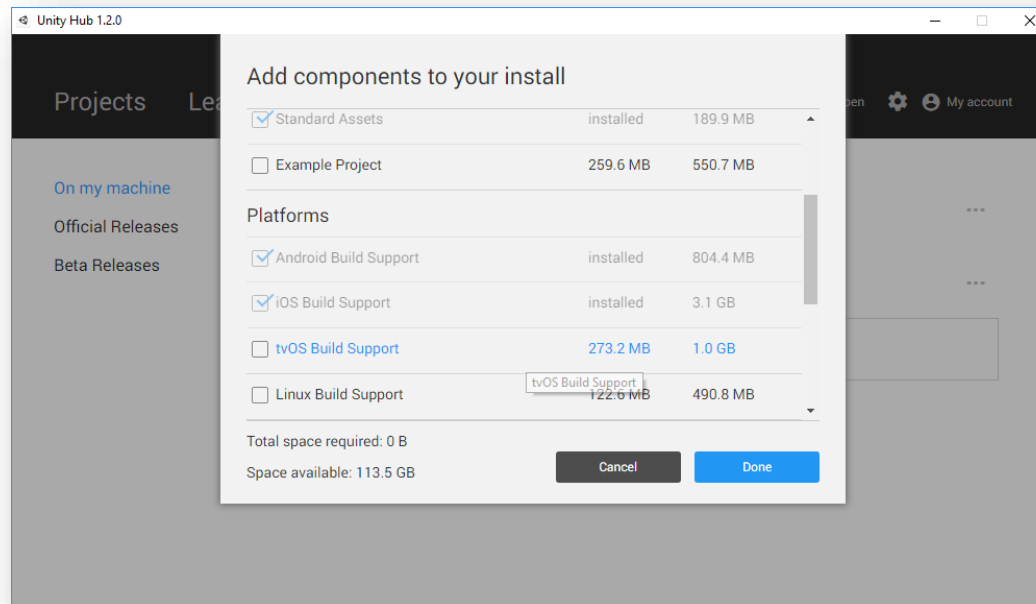 Unity Hub 1.2.0
Add components to your install
Projects
My account
Standard Assets installed 189.9 MB
Example Project 259.6 MB 550.7 MB
On my machine
Platforms
Official Releases
Android Build Support installed 804.4 MB
Beta Releases
iOS Build Support installed 3.1 GB
tvOS Build Support 273.2 MB 1.0 GB
tvOS Build Support
Linux Build Support 122.6 MB 490.8 MB
Total space required: 0 B
Space available: 113.5 GB
Cancel
Done